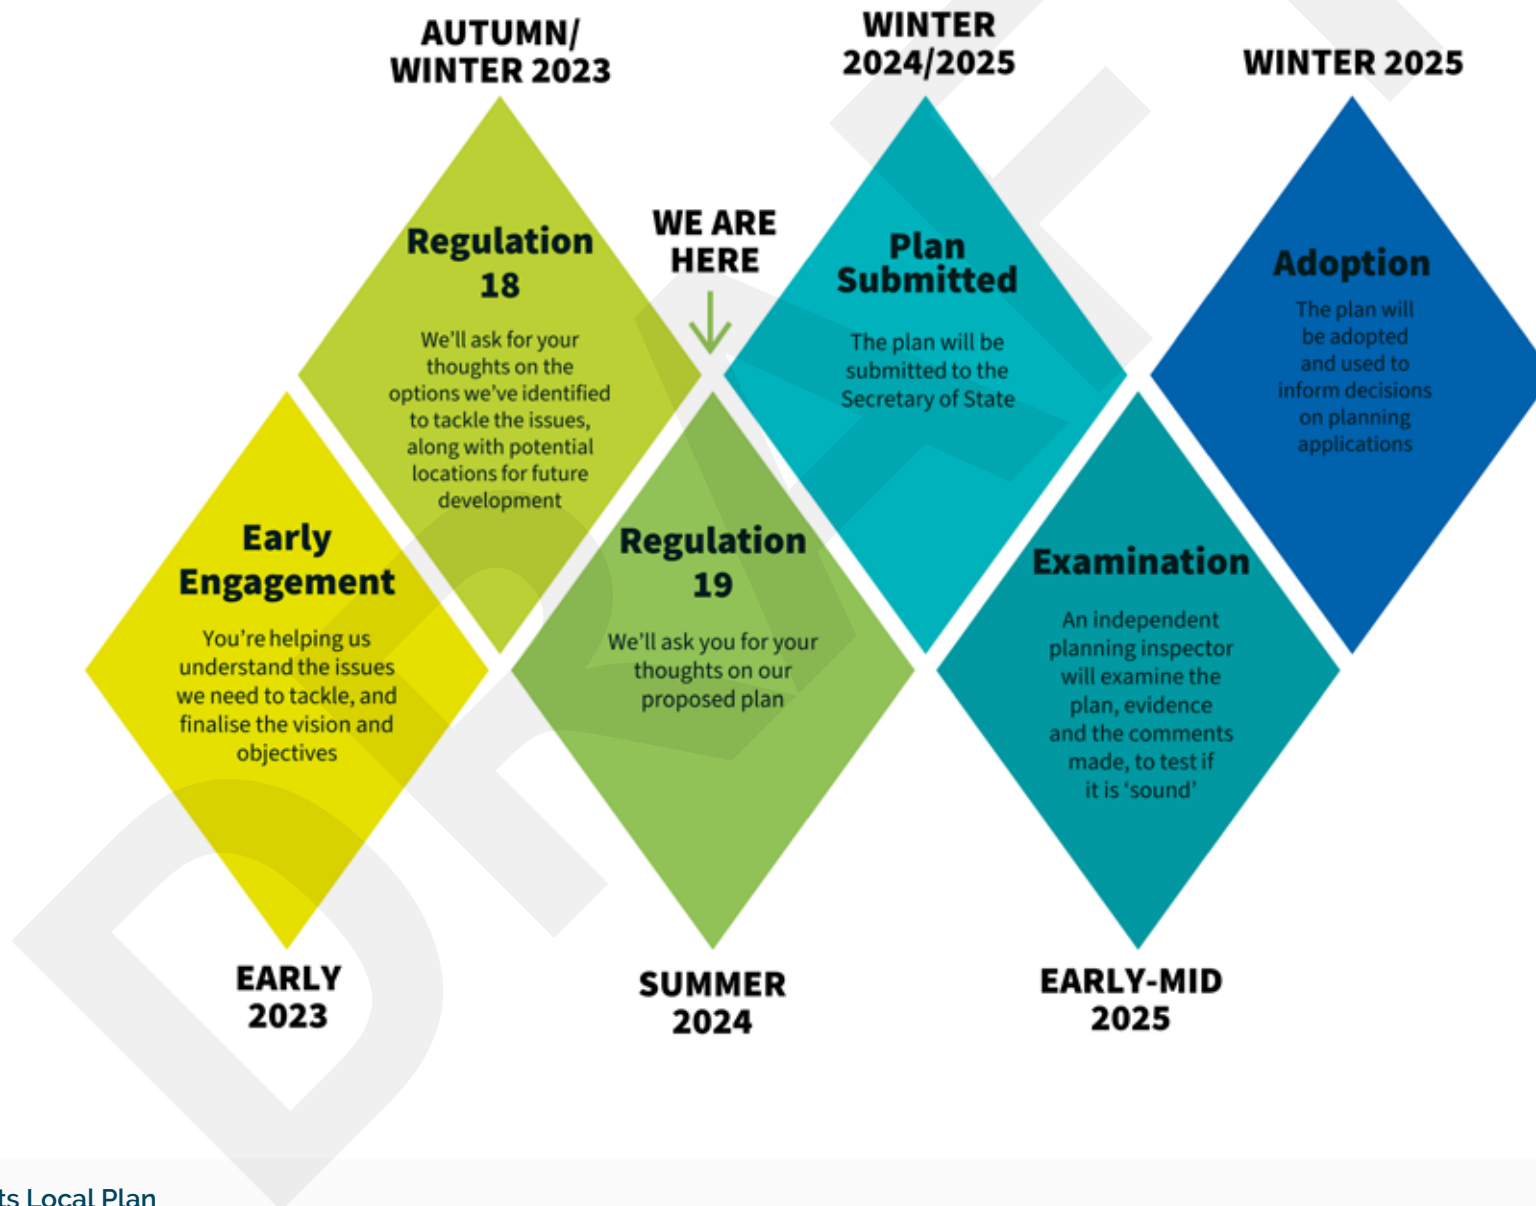 AUTUMN/
WINTER 2023
Regulation
18
We’ll ask for your
thoughts on the
options we’ve identified
to tackle the issues,
along with potential
locations for future
development
WINTER
2024/2025
Plan
Submitted
The plan will be
submitted to the
Secretary of State
WINTER 2025
Adoption
The plan will
be adopted
and used to
inform decisions
on planning
applications
WE ARE
HERE
Early
Engagement
You’re helping us
understand the issues
we need to tackle, and
finalise the vision and
objectives
EARLY
2023
Regulation
19
We’ll ask you for your
thoughts on our
proposed plan
SUMMER
2024
Examination
An independent
planning inspector
will examine the
plan, evidence
and the comments
made, to test if
it is ‘sound’
EARLY-MID
2025
DRAFT
ts Local Plan